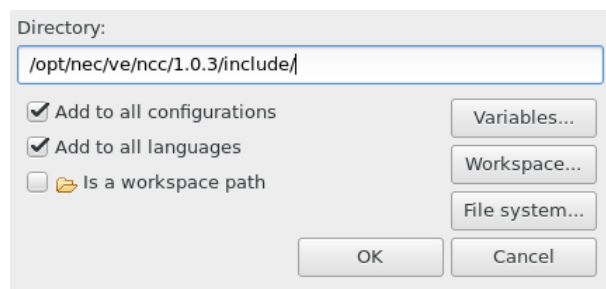 Directory:
/opt/nec/ve/ncc/1.0.3/include/
Add to all configurations
Variables...
Add to all languages
Workspace...
Is a workspace path
File system...
OK
Cancel